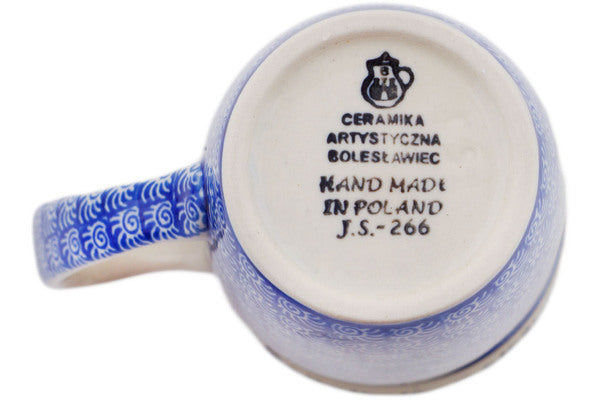 CERAMIKA
ARTYSTYCZNA
BOLESŁAWIEC
HAND MADE
IN POLAND
J.S.-266